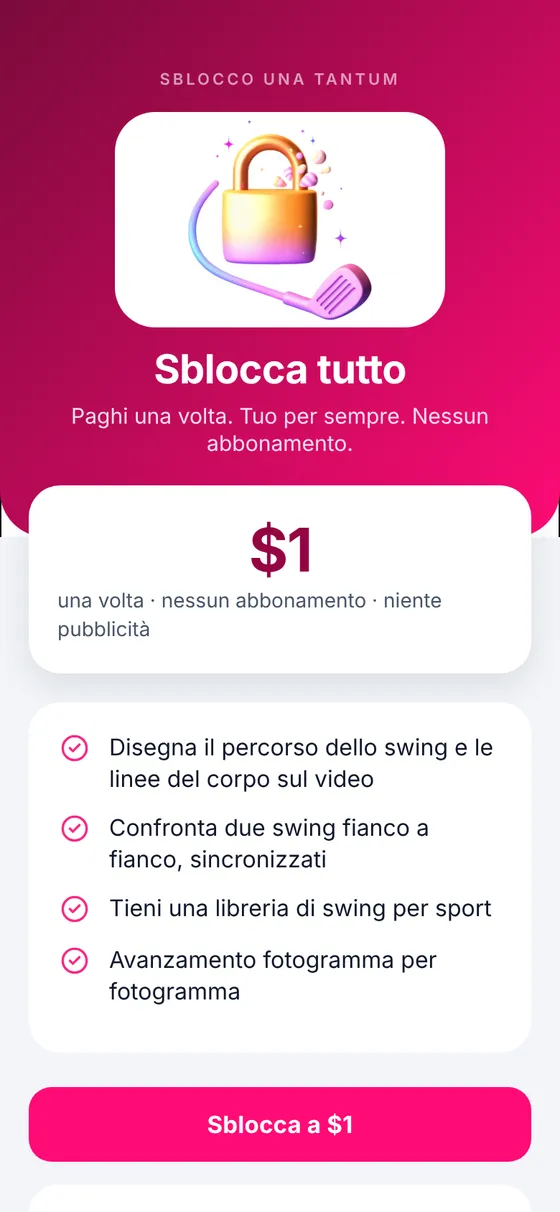 SBLOCCO UNA TANTUM
Sblocca tutto
Paghi una volta. Tuo per sempre. Nessun
abbonamento.
$1
una volta · nessun abbonamento · niente
pubblicità
Disegna il percorso dello swing e le
linee del corpo sul video
Confronta due swing fianco a
fianco, sincronizzati
Tieni una libreria di swing per sport
Avanzamento fotogramma per
fotogramma
Sblocca a $1